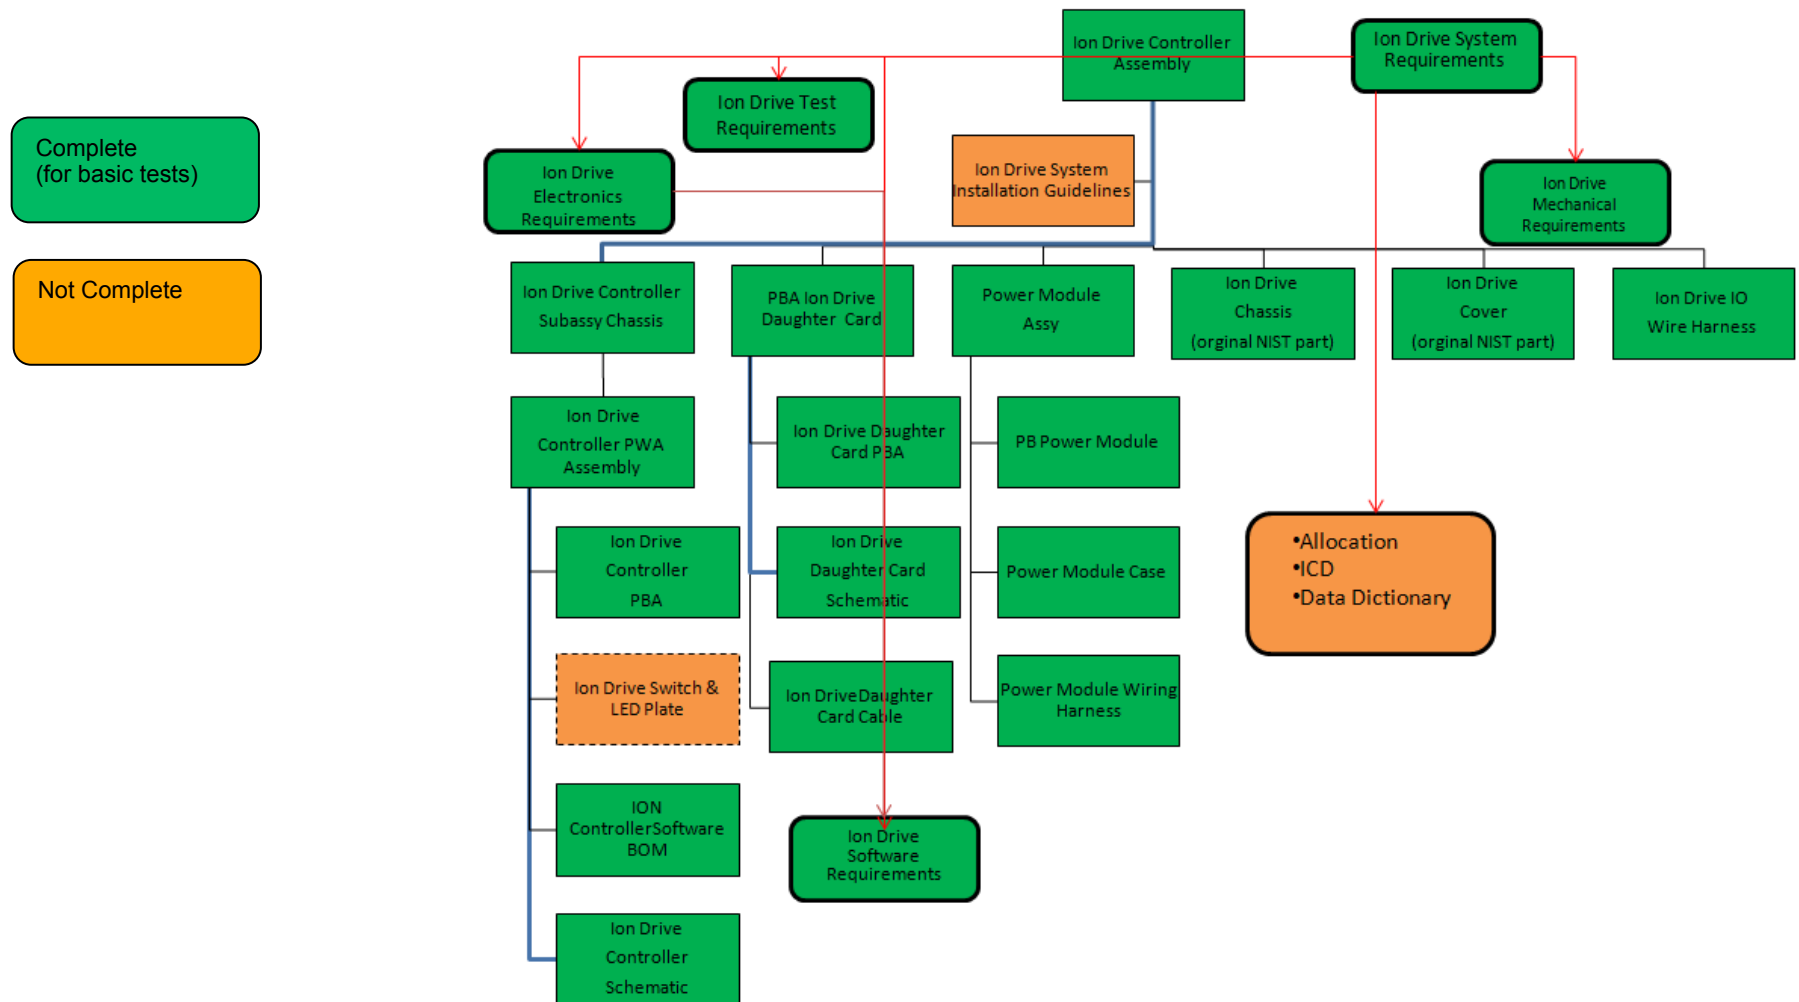 Ion Drive Controller
Assembly
Ion Drive System
Requirements
Ion Drive Test
Requirements
Complete
(for basic tests)
Ion Drive
Electronics
Requirements
Ion Drive System
Installation Guidelines
Ion Drive
Mechanical
Requirements
Not Complete
Ion Drive Controller
Subassy Chassis
PBA Ion Drive
Daughter Card
Power Module
Assy
Ion Drive
Chassis
(orginal NIST part)
Ion Drive
Cover
(orginal NIST part)
Ion Drive IO
Wire Harness
Ion Drive
Controller PWA
Assembly
Ion Drive Daughter
Card PBA
PB Power Module
Ion Drive
Controller
PBA
Ion Drive
Daughter Card
Schematic
Power Module Case
•Allocation
•ICD
•Data Dictionary
Ion Drive Switch &
LED Plate
Ion DriveDaughter
Card Cable
Power Module Wiring
Harness
ION
ControllerSoftware
BOM
Ion Drive
Software
Requirements
Ion Drive
Controller
Schematic